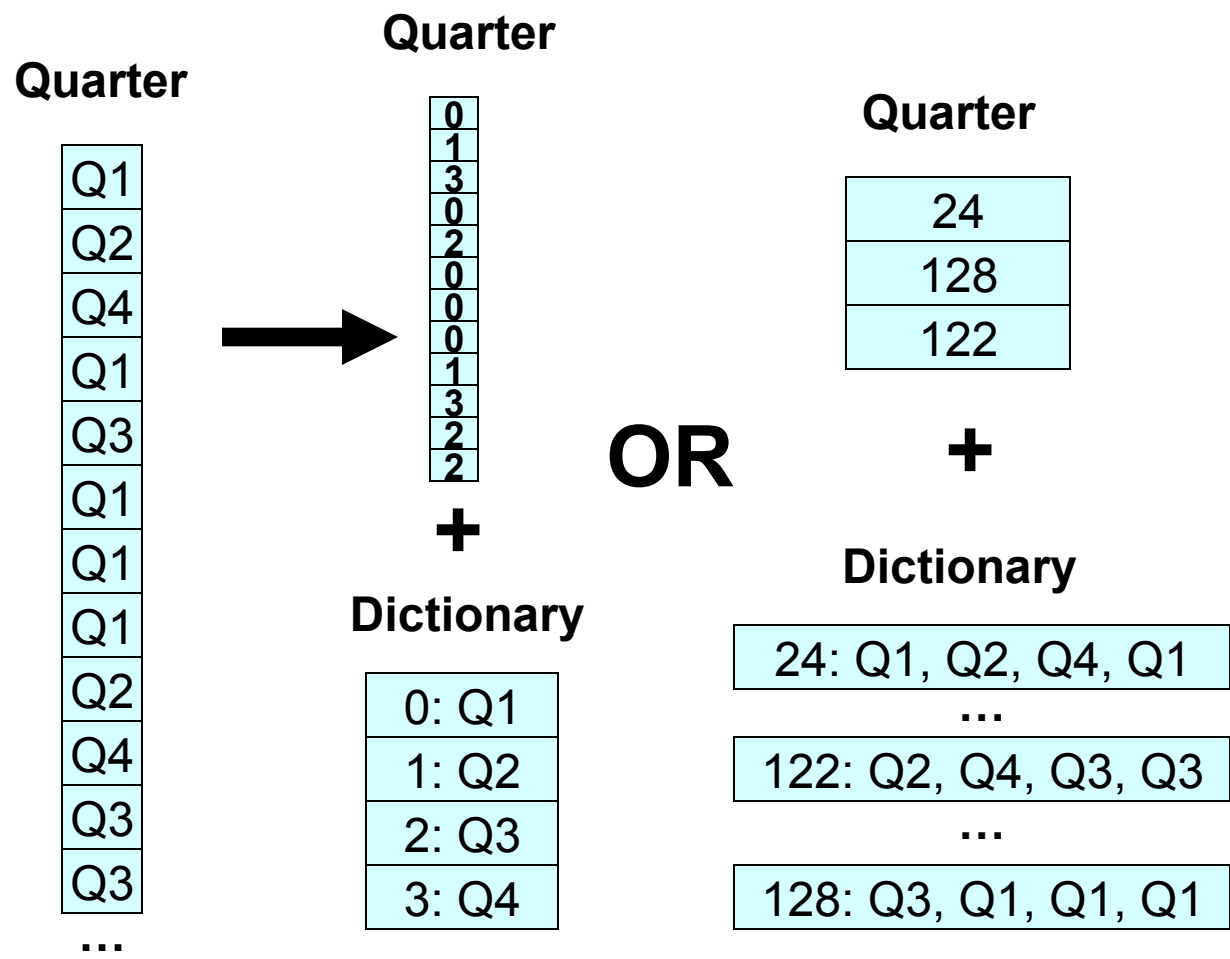 Quarter
Q1
Q2
Q4
Q1
Q3
Q1
Q1
Q1
Q2
Q4
Q3
Q3
...
Quarter
0
1
3
0
2
0
0
0
1
3
2
2
+
Dictionary
0: Q1
1: Q2
2: Q3
3: Q4
OR
Quarter
24
128
122
+
Dictionary
24: Q1, Q2, Q4, Q1
...
122: Q2, Q4, Q3, Q3
...
128: Q3, Q1, Q1, Q1